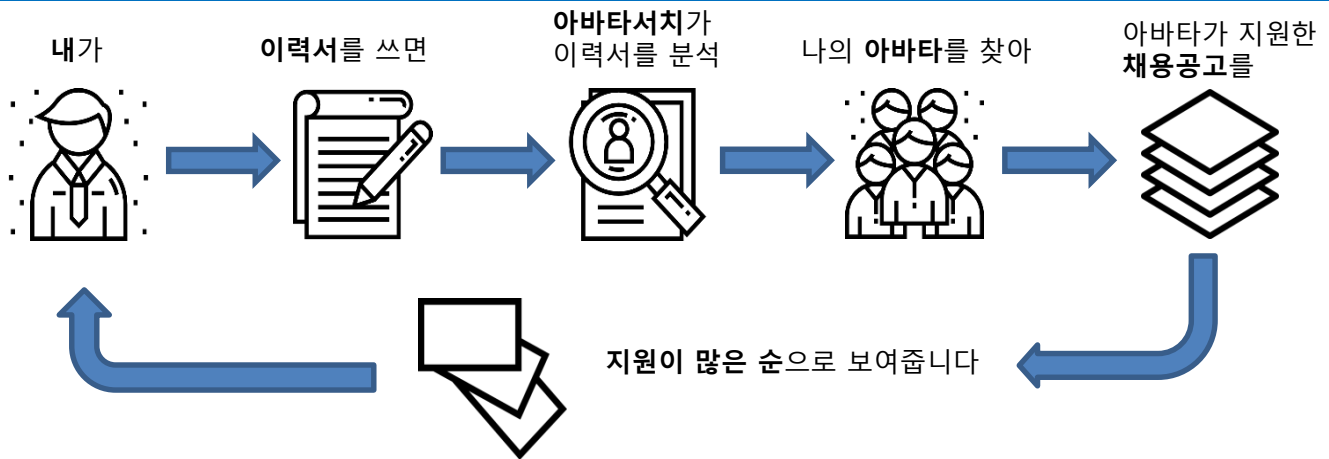 내가
이력서를 쓰면
아바타서치가
이력서를 분석
나의 아바타를 찾아
아바타가 지원한
채용공고를
지원이 많은 순으로 보여줍니다